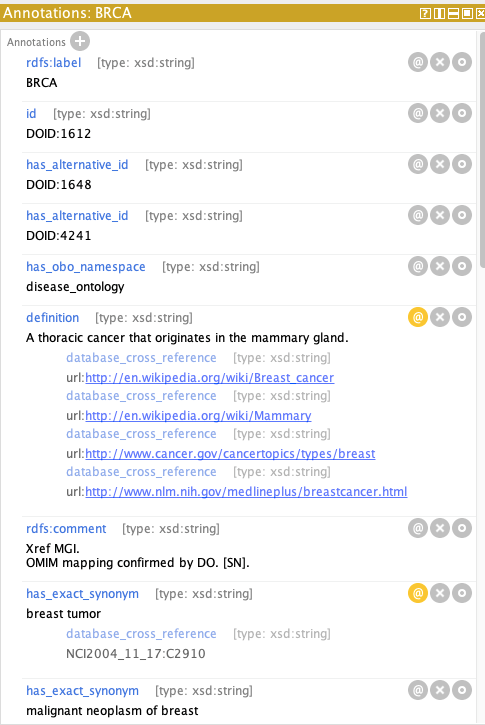 Annotations: BRCA
Annotations
rdfs:label [type: xsd:string]
BRCA
id [type: xsd:string]
DOID:1612
has_alternative_id [type: xsd:string]
DOID:1648
has_alternative_id [type: xsd:string]
DOID:4241
has_obo_namespace [type: xsd:string]
disease_ontology
definition [type: xsd:string]
A thoracic cancer that originates in the mammary gland.
database_cross_reference [type: xsd:string]
url:http://en.wikipedia.org/wiki/Breast_cancer
database_cross_reference [type: xsd:string]
url:http://en.wikipedia.org/wiki/Mammary
database_cross_reference [type: xsd:string]
url:http://www.cancer.gov/cancertopics/types/breast
database_cross_reference [type: xsd:string]
url:http://www.nlm.nih.gov/medlineplus/breastcancer.html
rdfs:comment [type: xsd:string]
Xref MGI.
OMIM mapping confirmed by DO. [SN].
has_exact_synonym [type: xsd:string]
breast tumor
database_cross_reference [type: xsd:string]
NCI2004_11_17:C2910
has_exact_synonym [type: xsd:string]
malignant neoplasm of breast